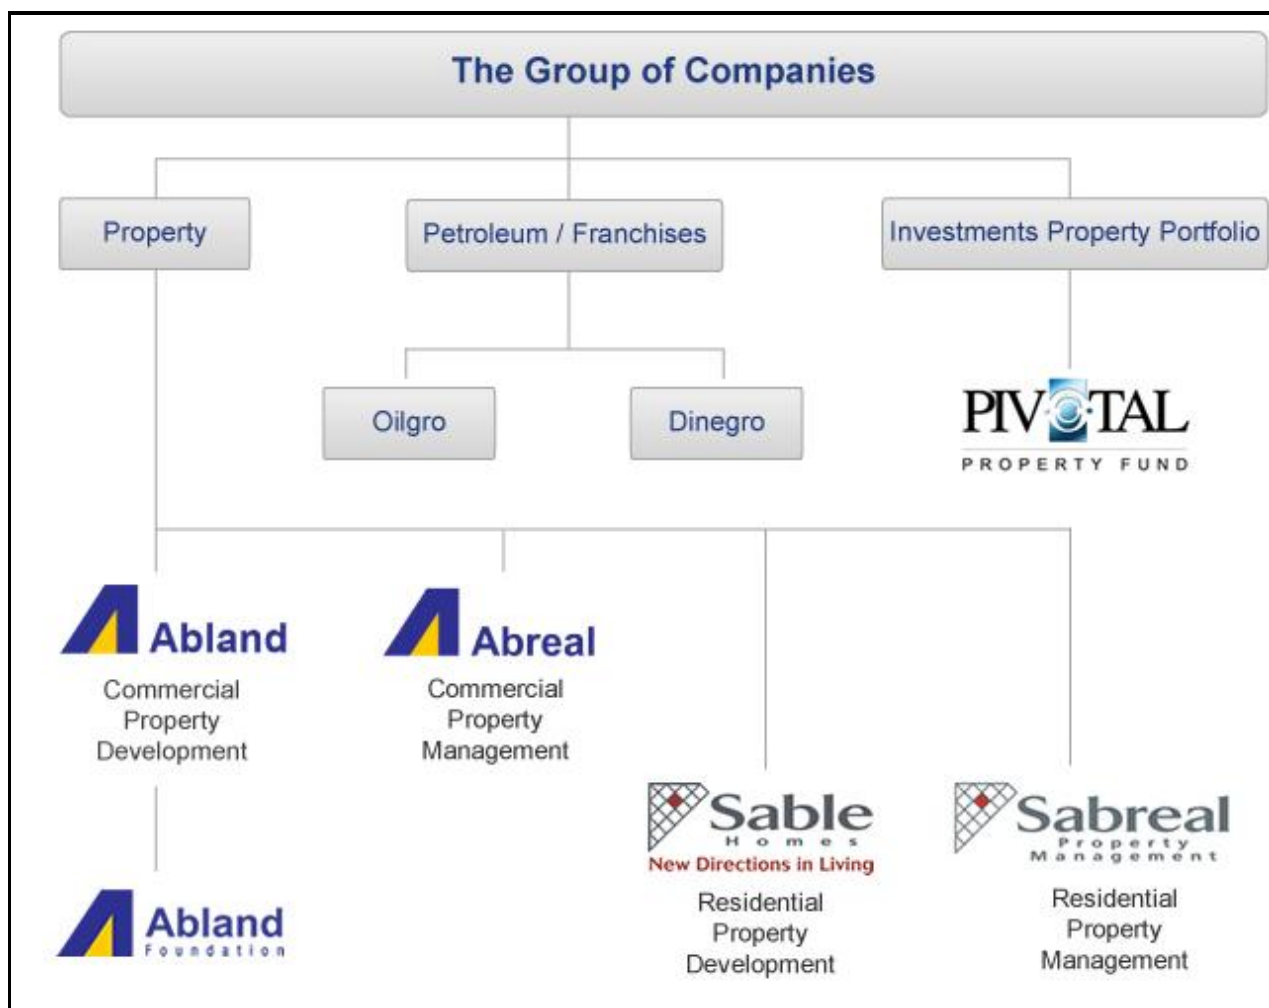 The Group of Companies
Property
Petroleum / Franchises
Investments Property Portfolio
Oilgro
Dinegro
PIVOTAL
PROPERTY FUND
Abland
Commercial
Property
Development
Abreal
Commercial
Property
Management
Sable
Homes
New Directions in Living
Residential
Property
Development
Sabreal
Property
Management
Residential
Property
Management
Abland
Foundation